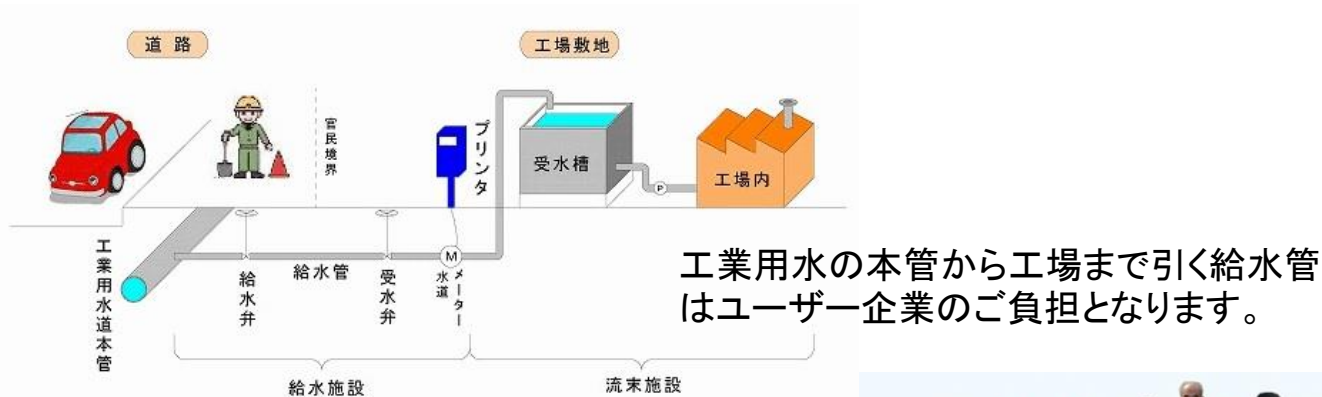 道路
工場敷地
官民境界
プリンタ
受水槽
工場内
P
工業用水道本管
給水弁
給水管
受水弁
M
水道
メーター
給水施設
流末施設
工業用水の本管から工場まで引く給水管
はユーザー企業のご負担となります。